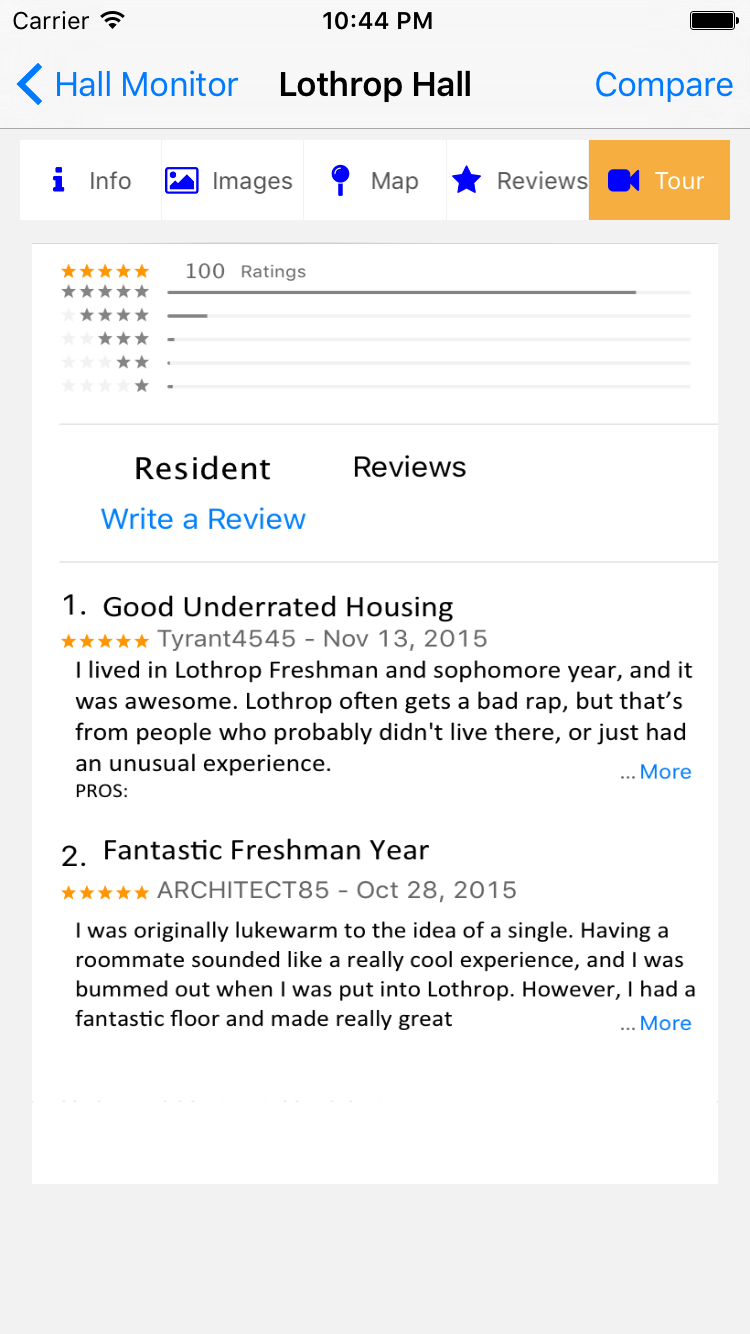 Carrier 10:44 PM
Hall Monitor Lothrop Hall Compare
Info Images Map Reviews Tour
100 Ratings
Resident Reviews
Write a Review
1. Good Underrated Housing
Tyrant4545 - Nov 13, 2015
I lived in Lothrop Freshman and sophomore year, and it
was awesome. Lothrop often gets a bad rap, but that’s
from people who probably didn't live there, or just had
an unusual experience.
...More
PROS:
2. Fantastic Freshman Year
ARCHITECT85 - Oct 28, 2015
I was originally lukewarm to the idea of a single. Having a
roommate sounded like a really cool experience, and I was
bummed out when I was put into Lothrop. However, I had a
fantastic floor and made really great
...More